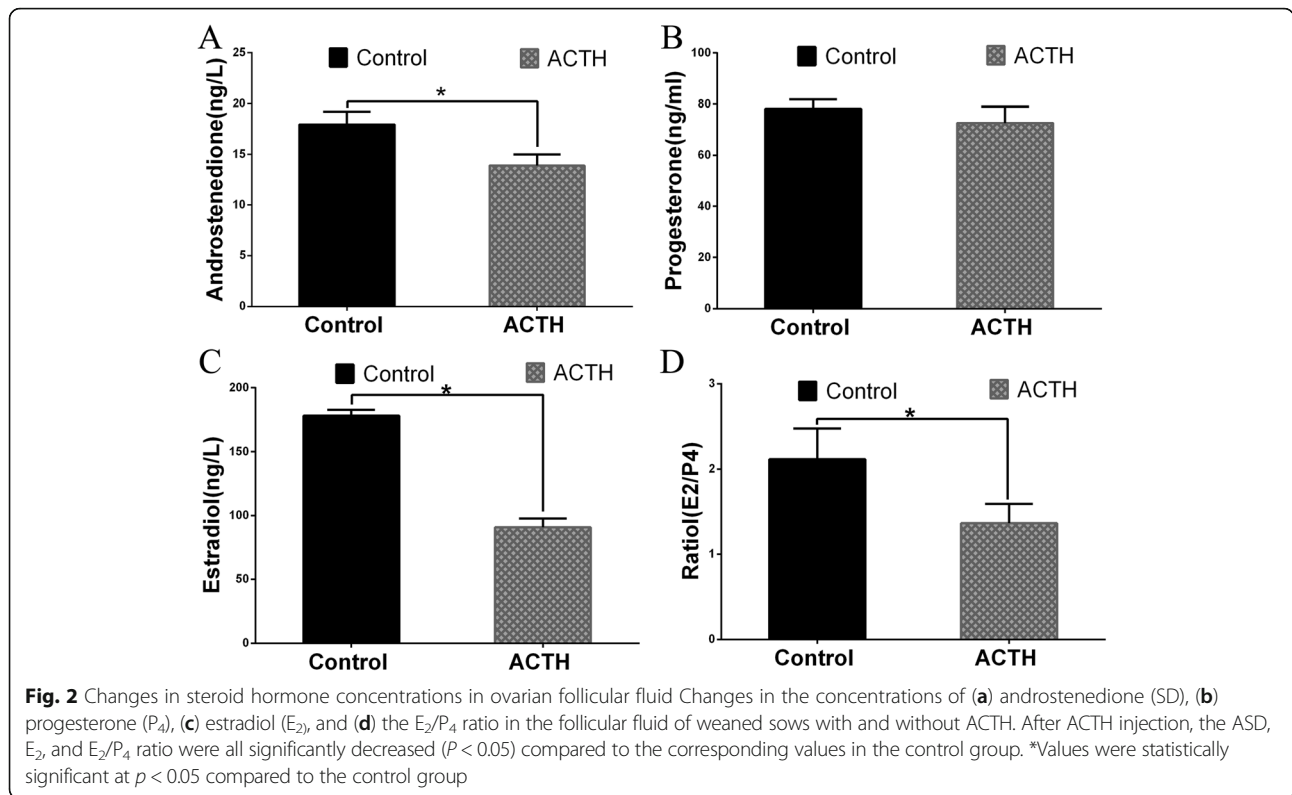 A
Control ACTH
Androstenedione(ng/L)
25
20
15
10
5
0
*
Control ACTH
B
Control ACTH
Progesterone(ng/ml)
100
80
60
40
20
0
Control ACTH
C
Control ACTH
Estradiol(ng/L)
200
150
100
50
0
*
Control ACTH
D
Control ACTH
Ratiol(E2/P4)
3
2
1
0
*
Control ACTH
Fig. 2 Changes in steroid hormone concentrations in ovarian follicular fluid Changes in the concentrations of (a) androstenedione (SD), (b)
progesterone (P₄), (c) estradiol (E₂), and (d) the E₂/P₄ ratio in the follicular fluid of weaned sows with and without ACTH. After ACTH injection, the ASD,
E₂, and E₂/P₄ ratio were all significantly decreased (P < 0.05) compared to the corresponding values in the control group. *Values were statistically
significant at p < 0.05 compared to the control group